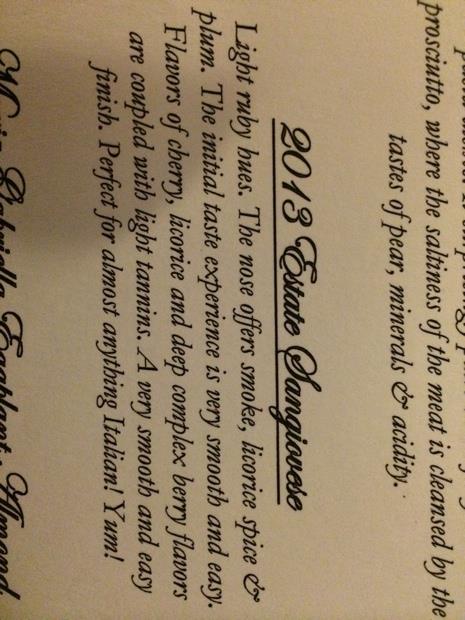 prosciutto, where the saltiness of the meat is cleansed by the
tastes of pear, minerals & acidity.
2013 Estate Sangiovese
Light ruby hues. The nose offers smoke, licorice spice &
plum. The initial taste experience is very smooth and easy.
Flavors of cherry, licorice and deep complex berry flavors
are coupled with light tannins. A very smooth and easy
finish. Perfect for almost anything Italian! Yum!
Gabriella Eggplant, Almond